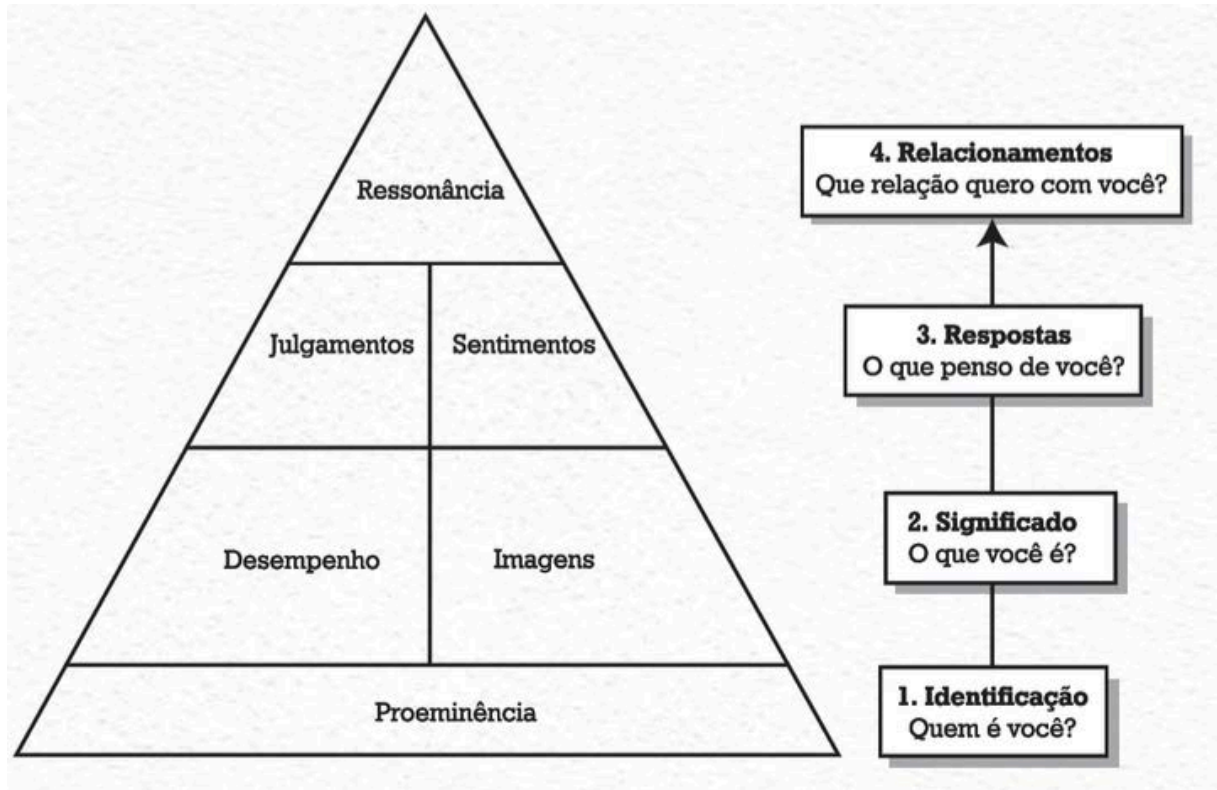 Ressonância
Julgamentos
Sentimentos
Desempenho
Imagens
Proeminência
4. Relacionamentos
Que relação quero com você?
3. Respostas
O que penso de você?
2. Significado
O que você é?
1. Identificação
Quem é você?